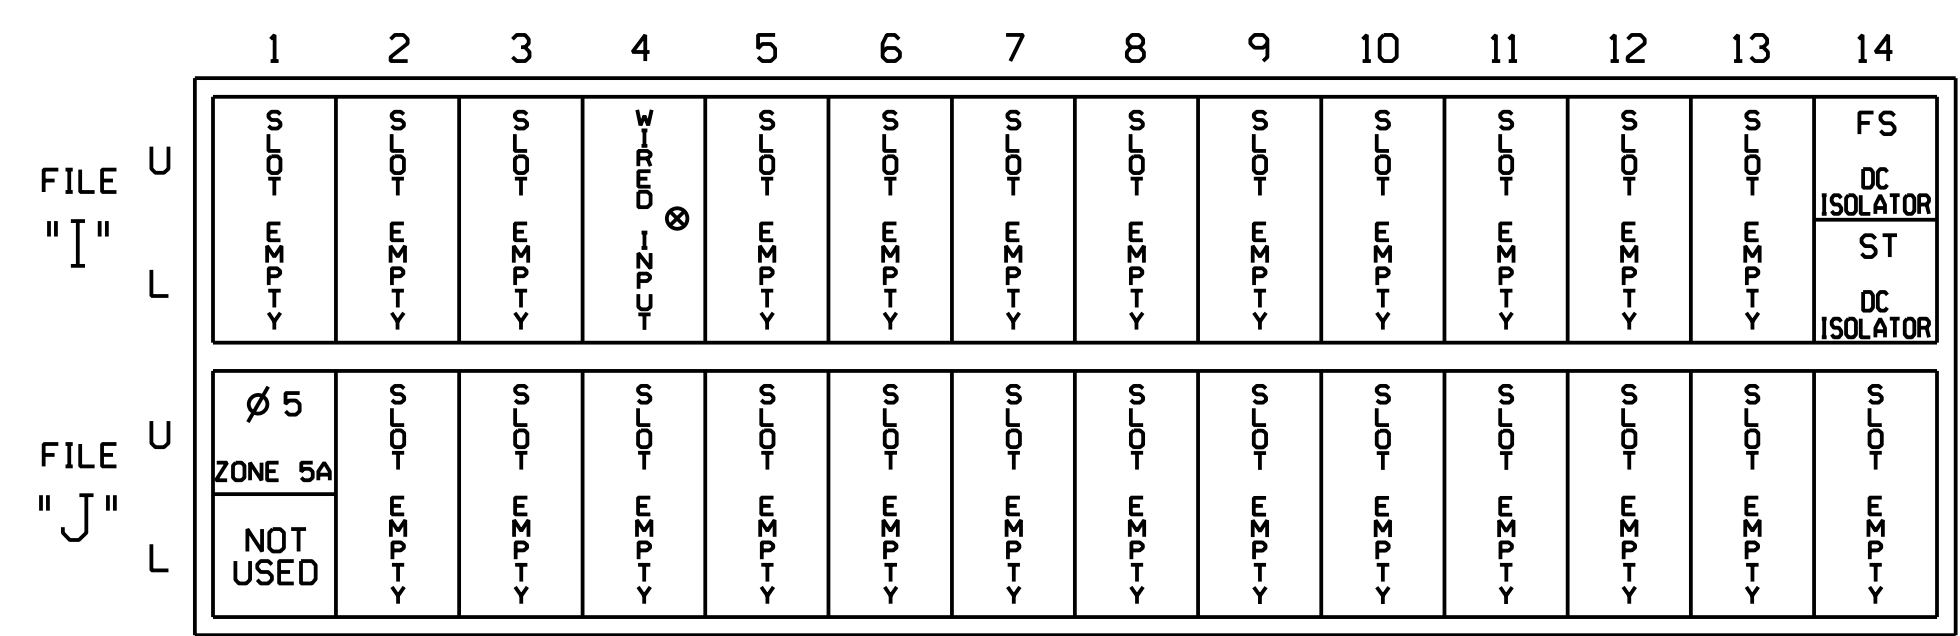 1 2 3 4 5 6 7 8 9 10 11 12 13 14
FILE "I"
U
L
SLOT EMPTY
SLOT EMPTY
SLOT EMPTY
WIRED INPUT
⊗
SLOT EMPTY
SLOT EMPTY
SLOT EMPTY
SLOT EMPTY
SLOT EMPTY
SLOT EMPTY
SLOT EMPTY
SLOT EMPTY
SLOT EMPTY
FS
DC
ISOLATOR
ST
DC
ISOLATOR
FILE "J"
U
L
Ø 5
ZONE 5A
NOT
USED
SLOT EMPTY
SLOT EMPTY
SLOT EMPTY
SLOT EMPTY
SLOT EMPTY
SLOT EMPTY
SLOT EMPTY
SLOT EMPTY
SLOT EMPTY
SLOT EMPTY
SLOT EMPTY
SLOT EMPTY
SLOT EMPTY